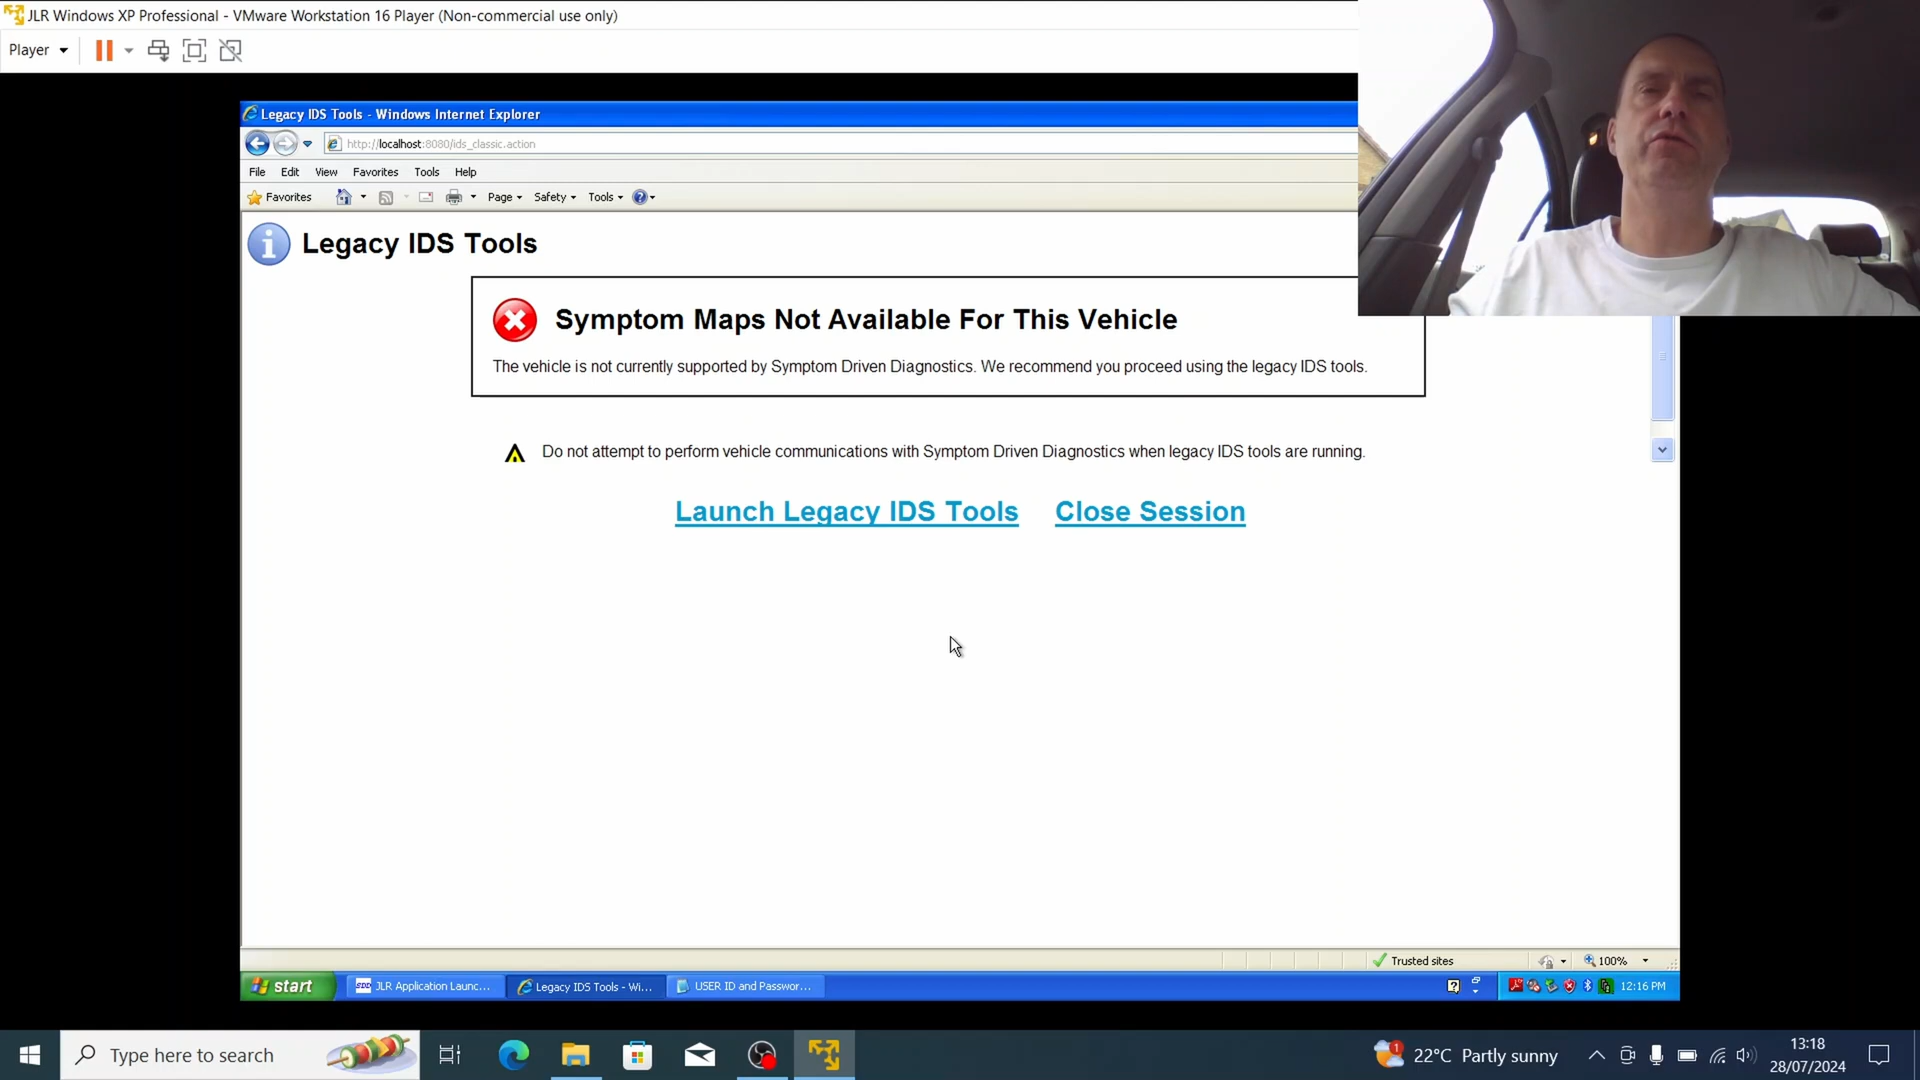 JLR Windows XP Professional - VMware Workstation 16 Player (Non-commercial use only)
Player
Legacy IDS Tools - Windows Internet Explorer
http://localhost:8080/ids_classic.action
File Edit View Favorites Tools Help
Favorites Page Safety Tools
Legacy IDS Tools
Symptom Maps Not Available For This Vehicle
The vehicle is not currently supported by Symptom Driven Diagnostics. We recommend you proceed using the legacy IDS tools.
Do not attempt to perform vehicle communications with Symptom Driven Diagnostics when legacy IDS tools are running.
Launch Legacy IDS Tools Close Session
Trusted sites 100%
start SDD JLR Application Launc... Legacy IDS Tools - Wi... USER ID and Passwor... 12:16 PM
Type here to search 1 22°C Partly sunny 13:18
28/07/2024